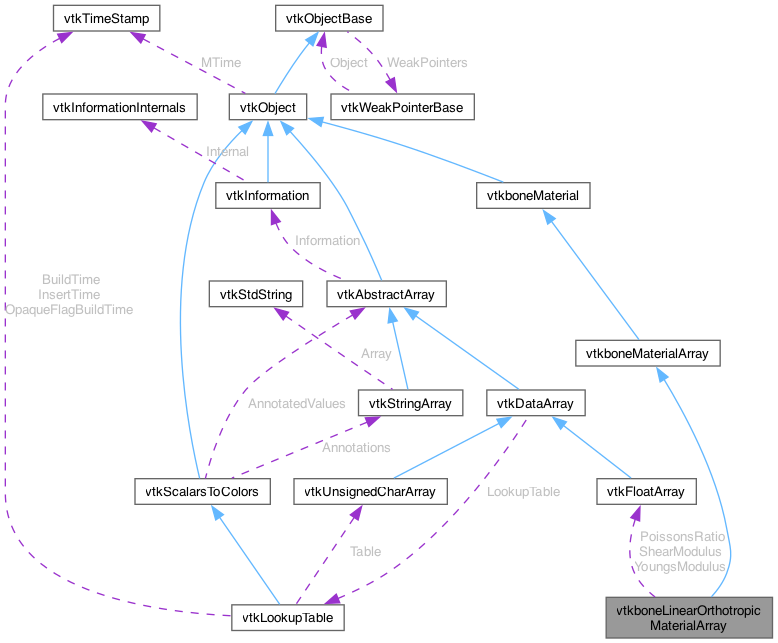 vtkTimeStamp
vtkObjectBase
MTime
Object
WeakPointers
vtkInformationInternals
vtkObject
vtkWeakPointerBase
Internal
vtkInformation
vtkboneMaterial
Information
BuildTime
InsertTime
OpaqueFlagBuildTime
vtkStdString
vtkAbstractArray
Array
vtkboneMaterialArray
AnnotatedValues
vtkStringArray
vtkDataArray
Annotations
vtkScalarsToColors
vtkUnsignedCharArray
LookupTable
vtkFloatArray
Table
PoissonsRatio
ShearModulus
YoungsModulus
vtkLookupTable
vtkboneLinearOrthotropic
MaterialArray